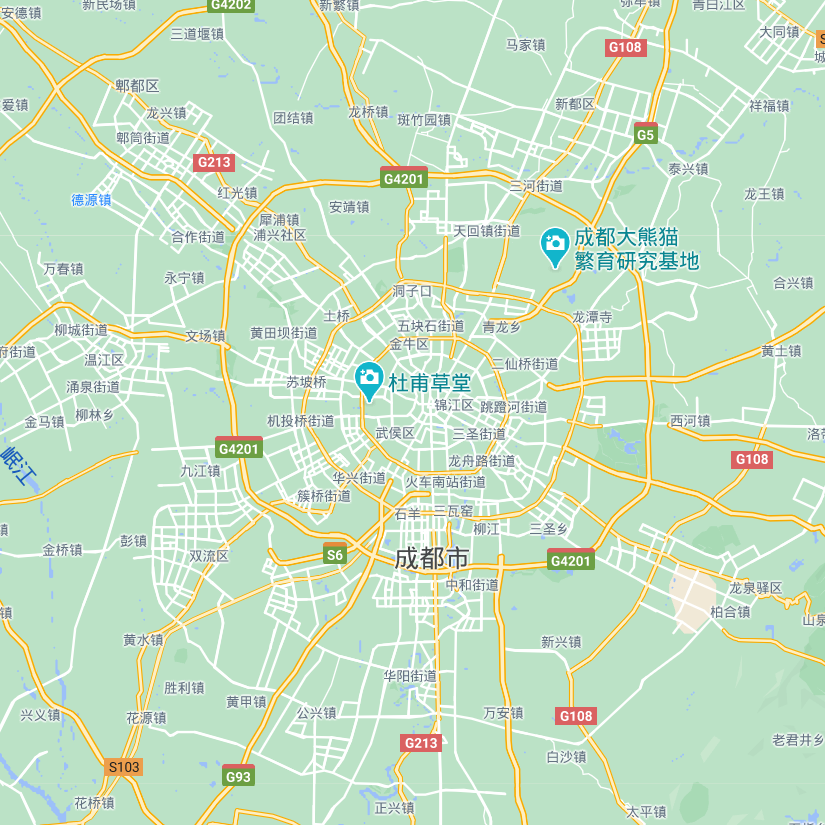 安德镇
新民场镇
G4202
新繁镇
弥牟镇
青白江区
三道堰镇
马家镇
G108
大同镇
郫都区
爱镇
龙兴镇
团结镇
龙桥镇
斑竹园镇
新都区
祥福镇
郫筒街道
G5
G213
G4201
泰兴镇
红光镇
三河街道
德源镇
安靖镇
龙王镇
犀浦镇
浦兴社区
合作街道
天回镇街道
成都大熊猫
繁育研究基地
万春镇
永宁镇
洞子口
合兴镇
土桥
五块石街道
青龙乡
龙潭寺
柳城街道
文场镇
黄田坝街道
金牛区
府街道
温江区
二仙桥街道
黄土镇
涌泉街道
苏坡桥
杜甫草堂
金马镇
柳林乡
机投桥街道
锦江区
跳蹬河街道
西河镇
武侯区
三圣街道
G4201
岷江
九江镇
龙舟路街道
G108
华兴街道
火车南站街道
簇桥街道
石羊
三瓦窑
柳江
三圣乡
金桥镇
彭镇
双流区
S6
成都市
G4201
中和街道
龙泉驿区
柏合镇
山泉
黄水镇
新兴镇
华阳街道
胜利镇
黄甲镇
兴义镇
花源镇
公兴镇
万安镇
G108
G213
老君井乡
白沙镇
S103
G93
花桥镇
正兴镇
太平镇